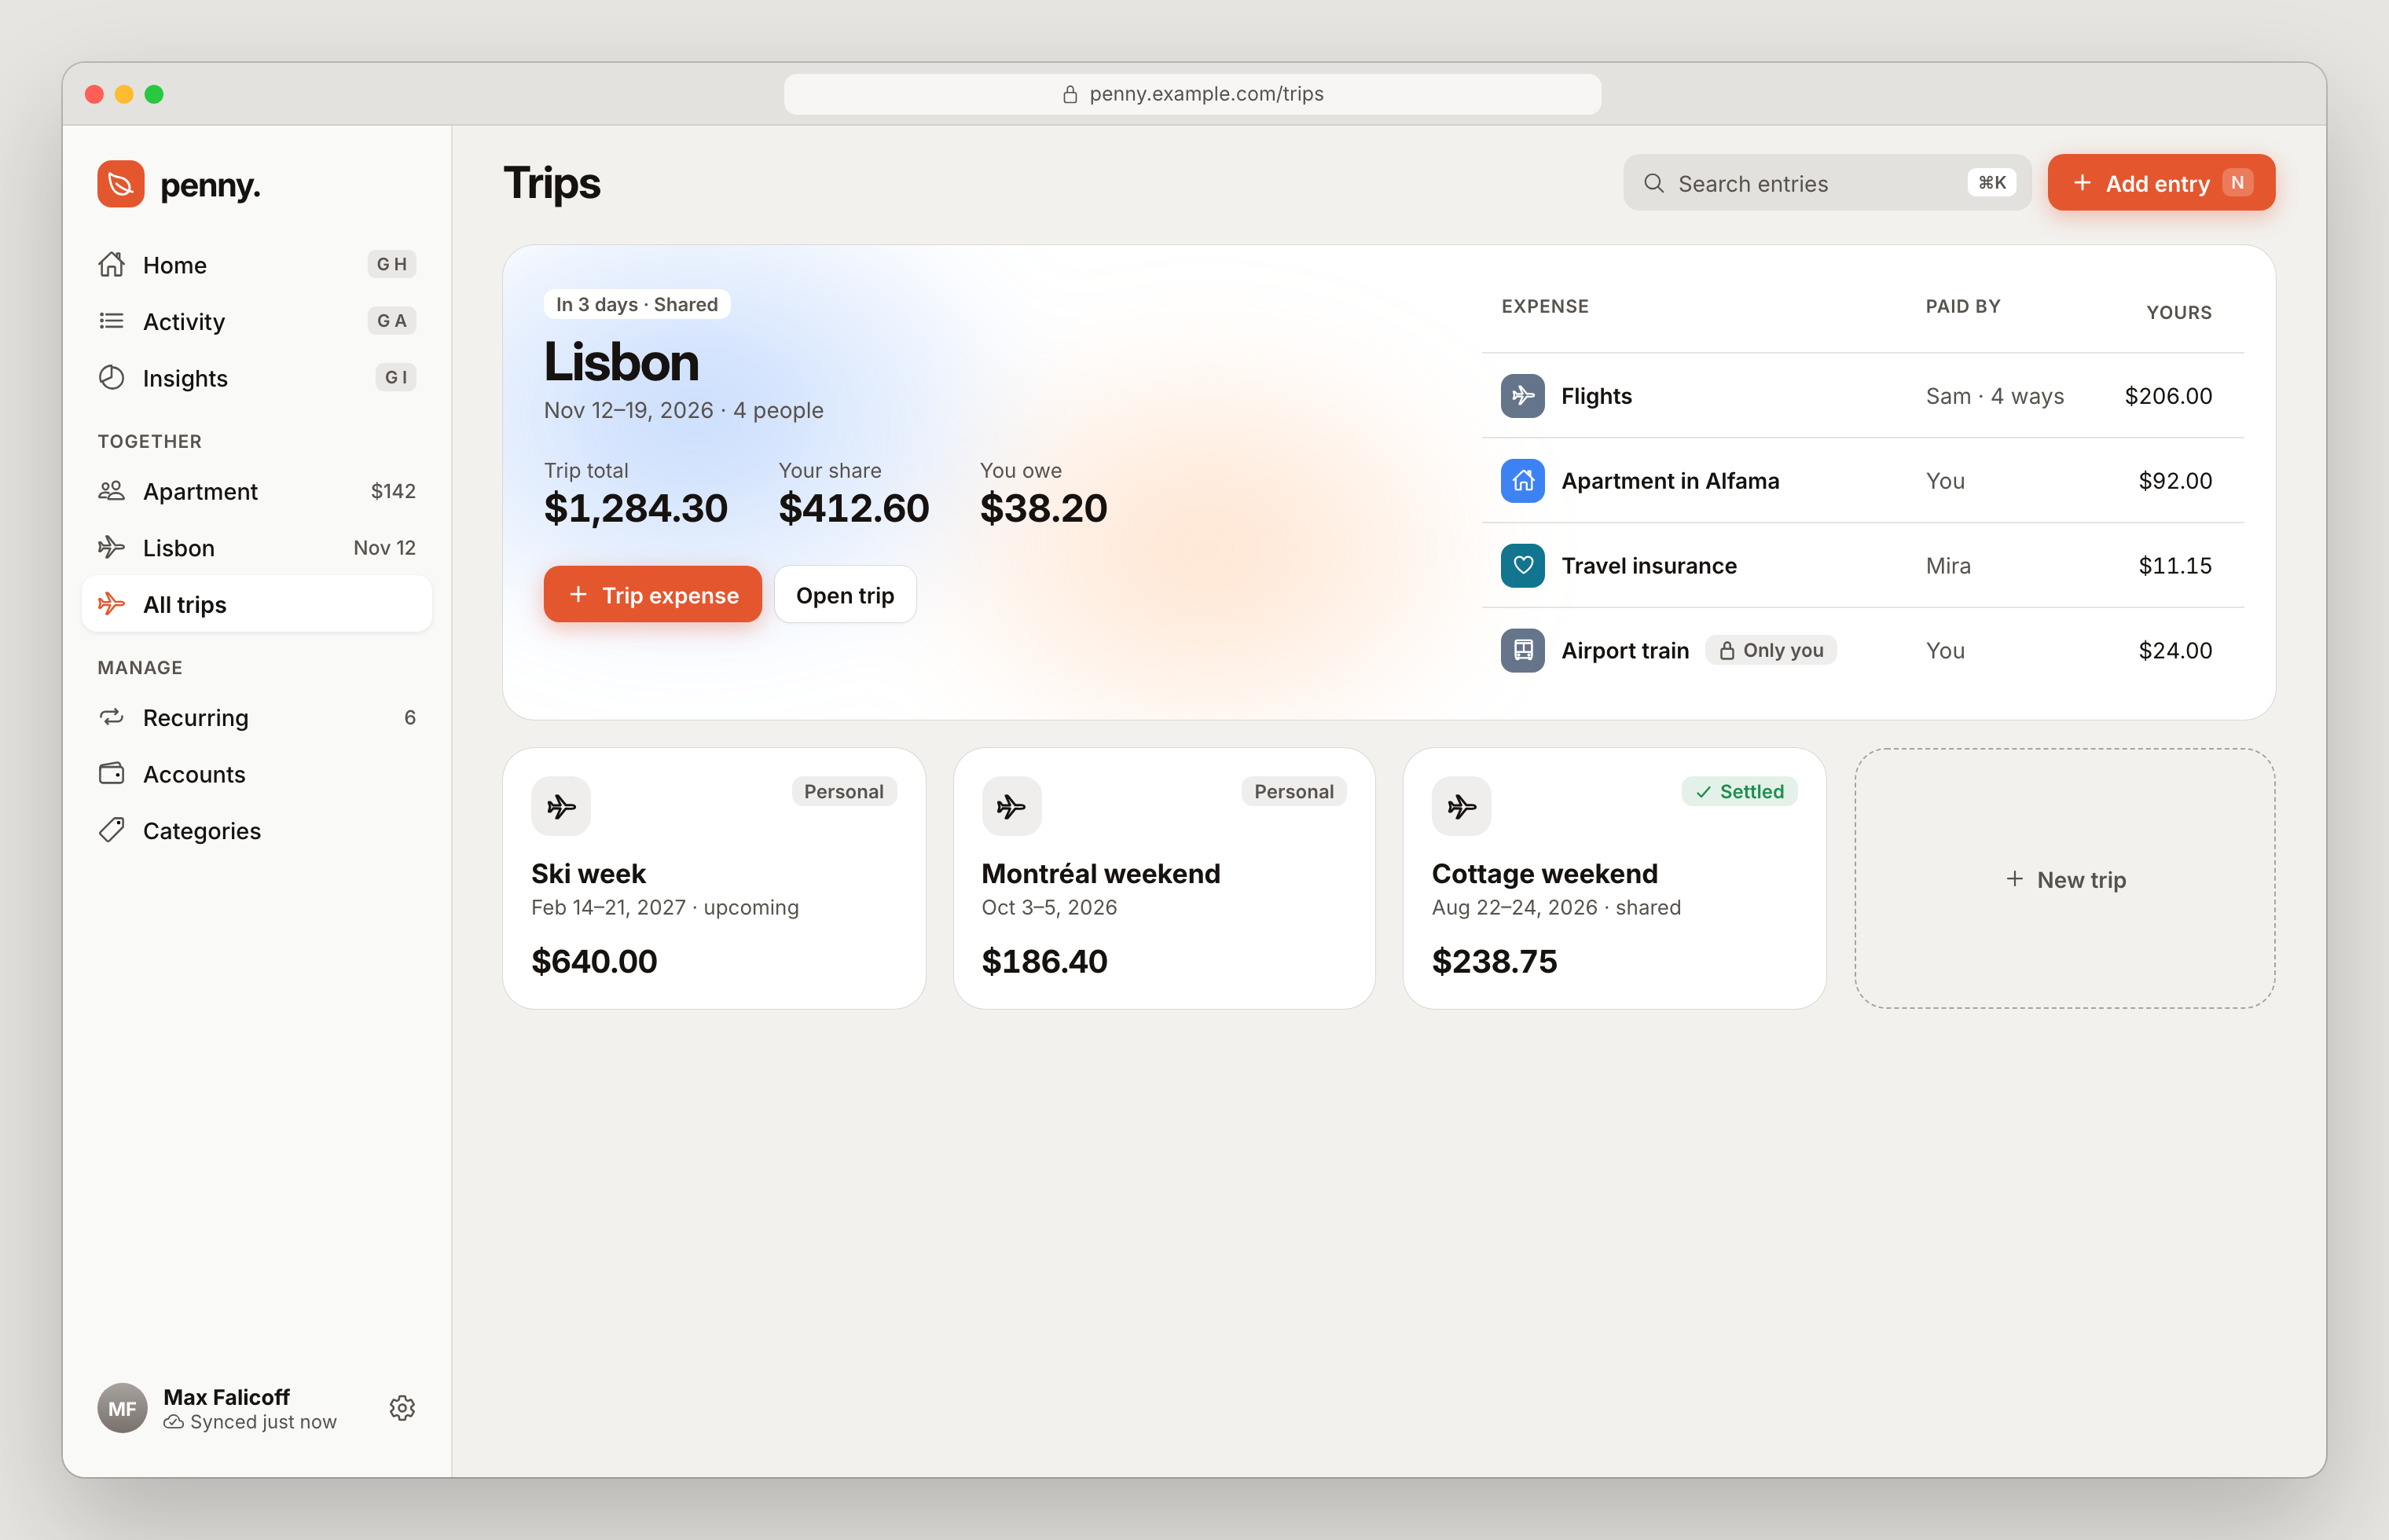 penny.example.com/trips
penny.
Home G H
Activity G A
Insights G I
TOGETHER
Apartment $142
Lisbon Nov 12
All trips
MANAGE
Recurring 6
Accounts
Categories
MF
Max Falicoff
Synced just now
Trips
Search entries ⌘K
+ Add entry N
In 3 days · Shared
Lisbon
Nov 12–19, 2026 · 4 people
Trip total Your share You owe
$1,284.30 $412.60 $38.20
+ Trip expense Open trip
EXPENSE PAID BY YOURS
Flights Sam · 4 ways $206.00
Apartment in Alfama You $92.00
Travel insurance Mira $11.15
Airport train Only you You $24.00
Personal
Ski week
Feb 14–21, 2027 · upcoming
$640.00
Personal
Montréal weekend
Oct 3–5, 2026
$186.40
Settled
Cottage weekend
Aug 22–24, 2026 · shared
$238.75
+ New trip